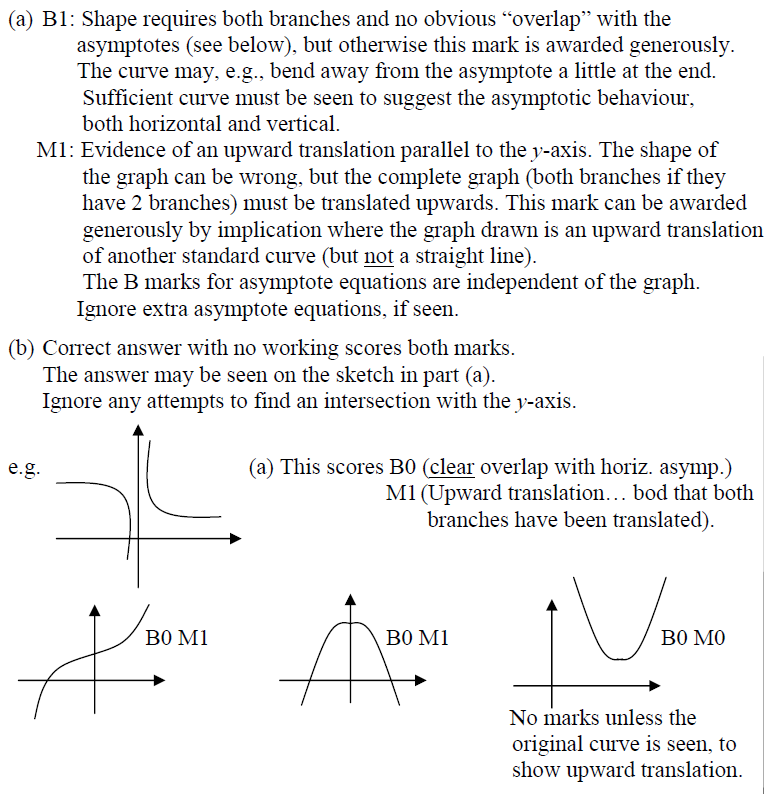 (a) B1: Shape requires both branches and no obvious “overlap” with the
asymptotes (see below), but otherwise this mark is awarded generously.
The curve may, e.g., bend away from the asymptote a little at the end.
Sufficient curve must be seen to suggest the asymptotic behaviour,
both horizontal and vertical.
M1: Evidence of an upward translation parallel to the y-axis. The shape of
the graph can be wrong, but the complete graph (both branches if they
have 2 branches) must be translated upwards. This mark can be awarded
generously by implication where the graph drawn is an upward translation
of another standard curve (but not a straight line).
The B marks for asymptote equations are independent of the graph.
Ignore extra asymptote equations, if seen.
(b) Correct answer with no working scores both marks.
The answer may be seen on the sketch in part (a).
Ignore any attempts to find an intersection with the y-axis.
e.g.
(a) This scores B0 (clear overlap with horiz. asymp.)
M1 (Upward translation… bod that both
branches have been translated).
B0 M1
B0 M1
B0 M0
No marks unless the
original curve is seen, to
show upward translation.